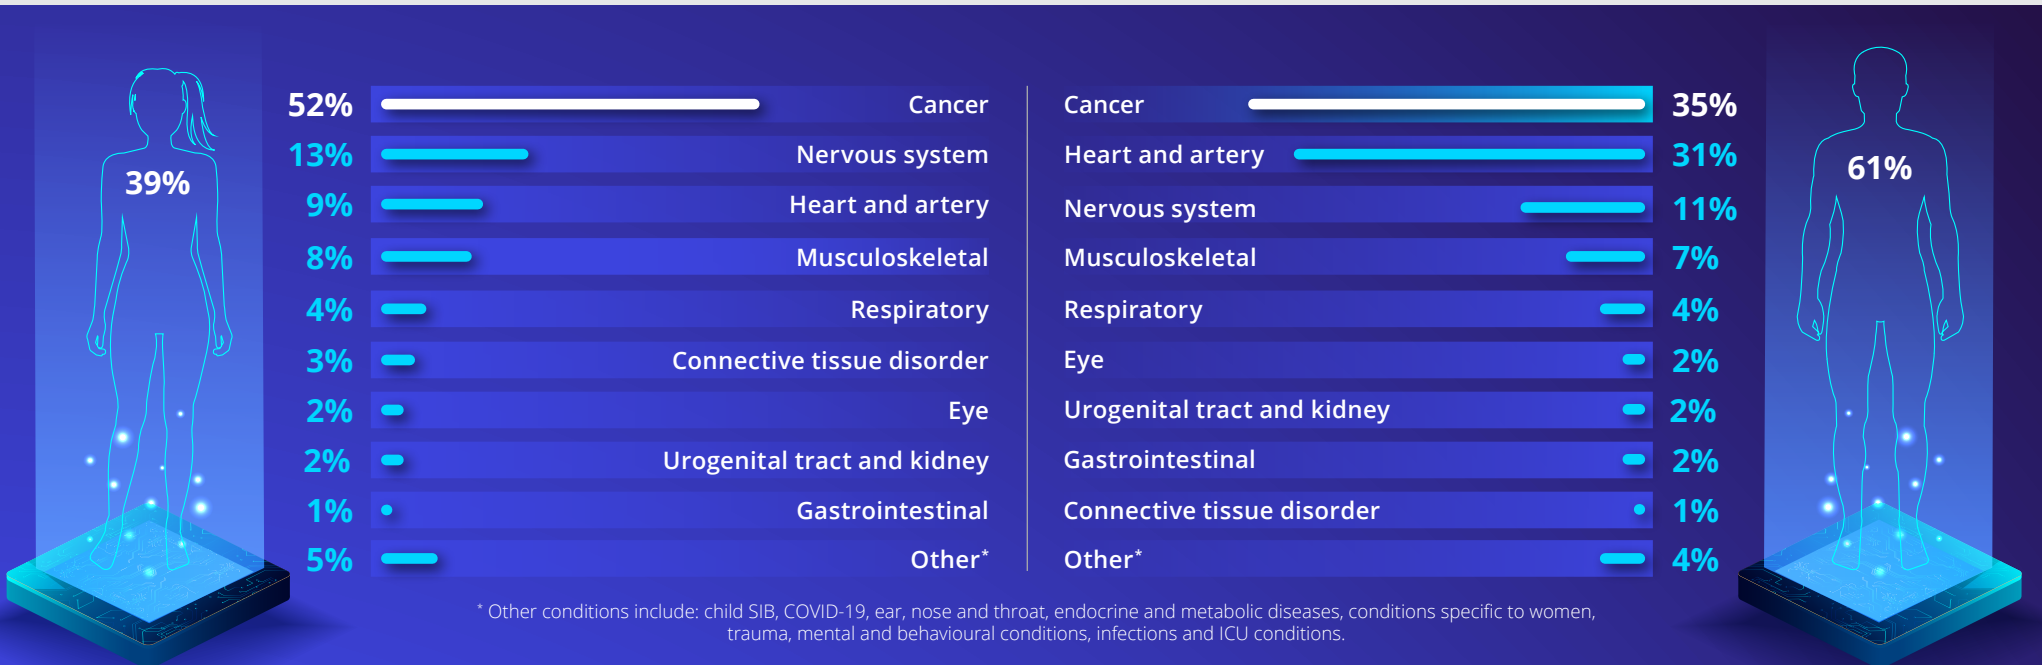 39%
52% Cancer
13% Nervous system
9% Heart and artery
8% Musculoskeletal
4% Respiratory
3% Connective tissue disorder
2% Eye
2% Urogenital tract and kidney
1% Gastrointestinal
5% Other*
Cancer 35%
Heart and artery 31%
Nervous system 11%
Musculoskeletal 7%
Respiratory 4%
Eye 2%
Urogenital tract and kidney 2%
Gastrointestinal 2%
Connective tissue disorder 1%
Other* 4%
61%
* Other conditions include: child SIB, COVID-19, ear, nose and throat, endocrine and metabolic diseases, conditions specific to women,
trauma, mental and behavioural conditions, infections and ICU conditions.